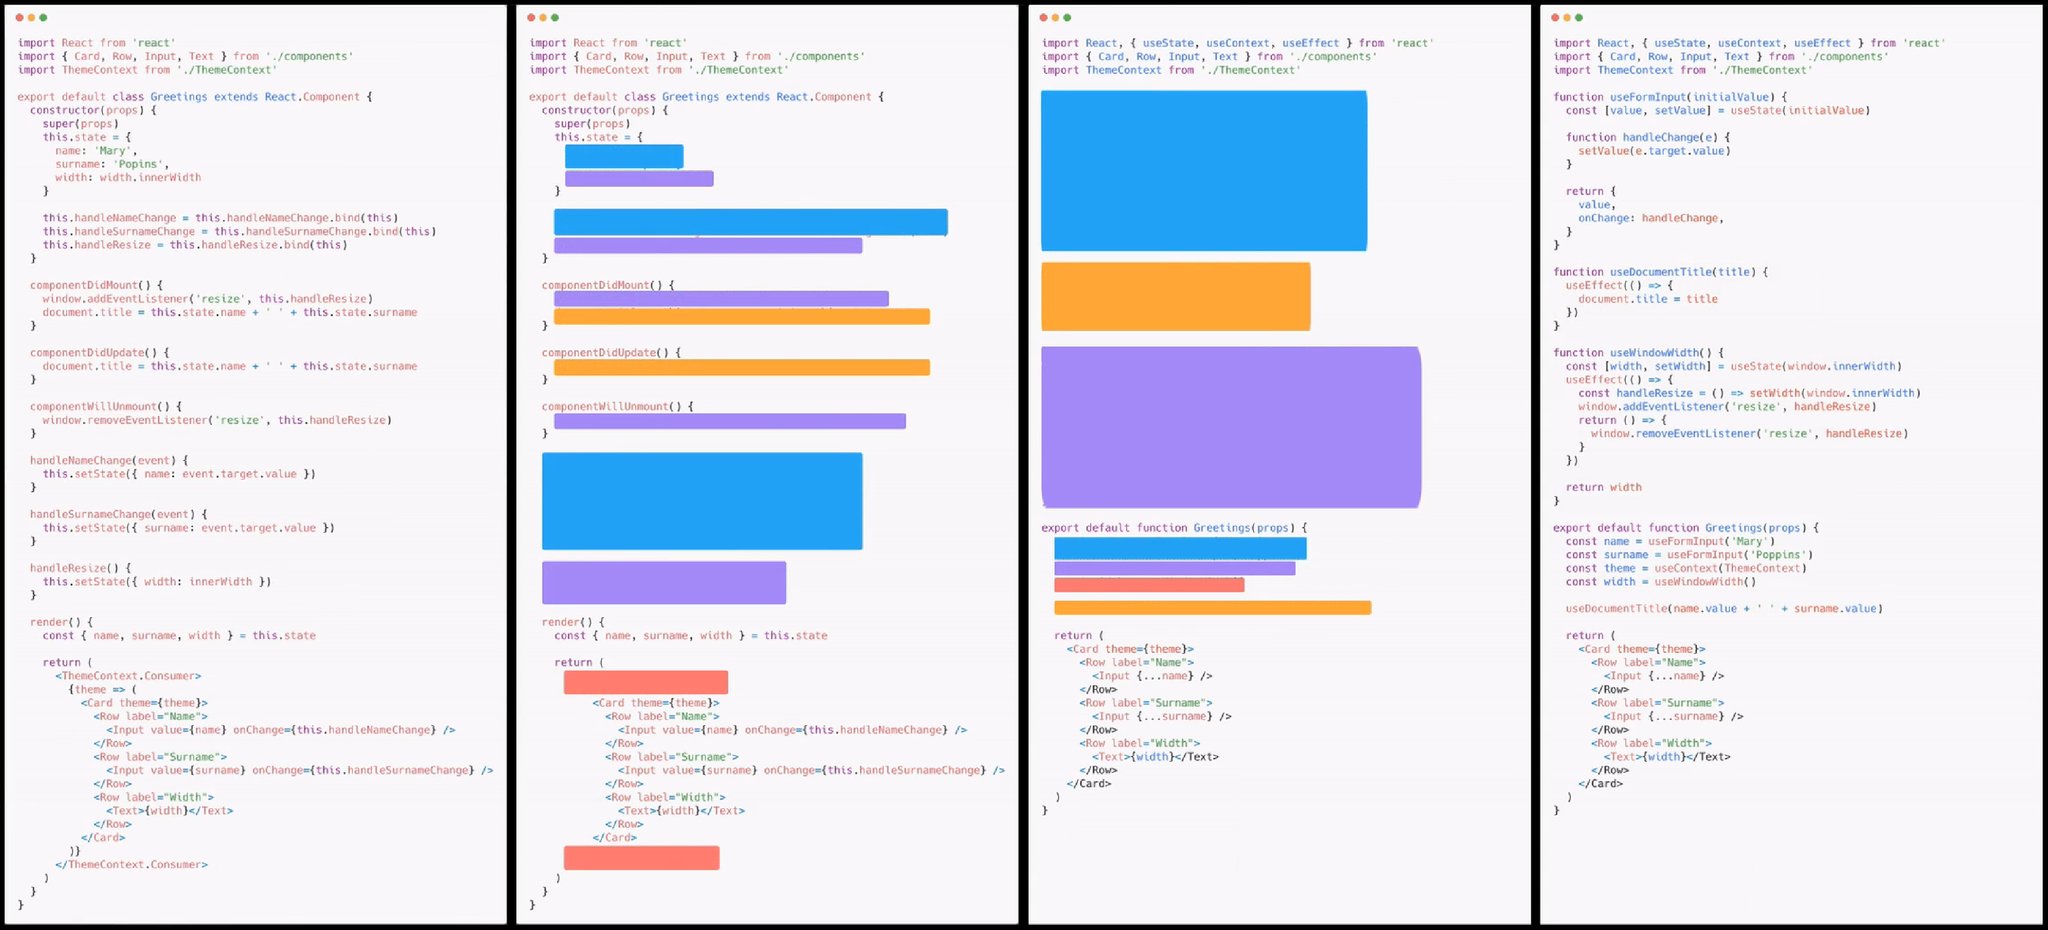 import React from 'react'
import { Card, Row, Input, Text } from './components'
import ThemeContext from './ThemeContext'
export default class Greetings extends React.Component {
constructor(props) {
super(props)
this.state = {
name: 'Mary',
surname: 'Popins',
width: width.innerWidth
}
this.handleNameChange = this.handleNameChange.bind(this)
this.handleSurnameChange = this.handleSurnameChange.bind(this)
this.handleResize = this.handleResize.bind(this)
}
componentDidMount() {
window.addEventListener('resize', this.handleResize)
document.title = this.state.name + ' ' + this.state.surname
}
componentDidUpdate() {
document.title = this.state.name + ' ' + this.state.surname
}
componentWillUnmount() {
window.removeEventListener('resize', this.handleResize)
}
handleNameChange(event) {
this.setState({ name: event.target.value })
}
handleSurnameChange(event) {
this.setState({ surname: event.target.value })
}
handleResize() {
this.setState({ width: innerWidth })
}
render() {
const { name, surname, width } = this.state
return (
<ThemeContext.Consumer>
{theme => (
<Card theme={theme}>
<Row label="Name">
<Input value={name} onChange={this.handleNameChange} />
</Row>
<Row label="Surname">
<Input value={surname} onChange={this.handleSurnameChange} />
</Row>
<Row label="Width">
<Text>{width}</Text>
</Row>
</Card>
)}
</ThemeContext.Consumer>
)
}
}
import React from 'react'
import { Card, Row, Input, Text } from './components'
import ThemeContext from './ThemeContext'
export default class Greetings extends React.Component {
constructor(props) {
super(props)
this.state = {
}
}
componentDidMount() {
}
componentDidUpdate() {
}
componentWillUnmount() {
}
render() {
const { name, surname, width } = this.state
return (
<Card theme={theme}>
<Row label="Name">
<Input value={name} onChange={this.handleNameChange} />
</Row>
<Row label="Surname">
<Input value={surname} onChange={this.handleSurnameChange} />
</Row>
<Row label="Width">
<Text>{width}</Text>
</Row>
</Card>
)
}
}
import React, { useState, useContext, useEffect } from 'react'
import { Card, Row, Input, Text } from './components'
import ThemeContext from './ThemeContext'
export default function Greetings(props) {
return (
<Card theme={theme}>
<Row label="Name">
<Input {...name} />
</Row>
<Row label="Surname">
<Input {...surname} />
</Row>
<Row label="Width">
<Text>{width}</Text>
</Row>
</Card>
)
}
import React, { useState, useContext, useEffect } from 'react'
import { Card, Row, Input, Text } from './components'
import ThemeContext from './ThemeContext'
function useFormInput(initialValue) {
const [value, setValue] = useState(initialValue)
function handleChange(e) {
setValue(e.target.value)
}
return {
value,
onChange: handleChange,
}
}
function useDocumentTitle(title) {
useEffect(() => {
document.title = title
})
}
function useWindowWidth() {
const [width, setWidth] = useState(window.innerWidth)
useEffect(() => {
const handleResize = () => setWidth(window.innerWidth)
window.addEventListener('resize', handleResize)
return () => {
window.removeEventListener('resize', handleResize)
}
})
return width
}
export default function Greetings(props) {
const name = useFormInput('Mary')
const surname = useFormInput('Poppins')
const theme = useContext(ThemeContext)
const width = useWindowWidth()
useDocumentTitle(name.value + ' ' + surname.value)
return (
<Card theme={theme}>
<Row label="Name">
<Input {...name} />
</Row>
<Row label="Surname">
<Input {...surname} />
</Row>
<Row label="Width">
<Text>{width}</Text>
</Row>
</Card>
)
}